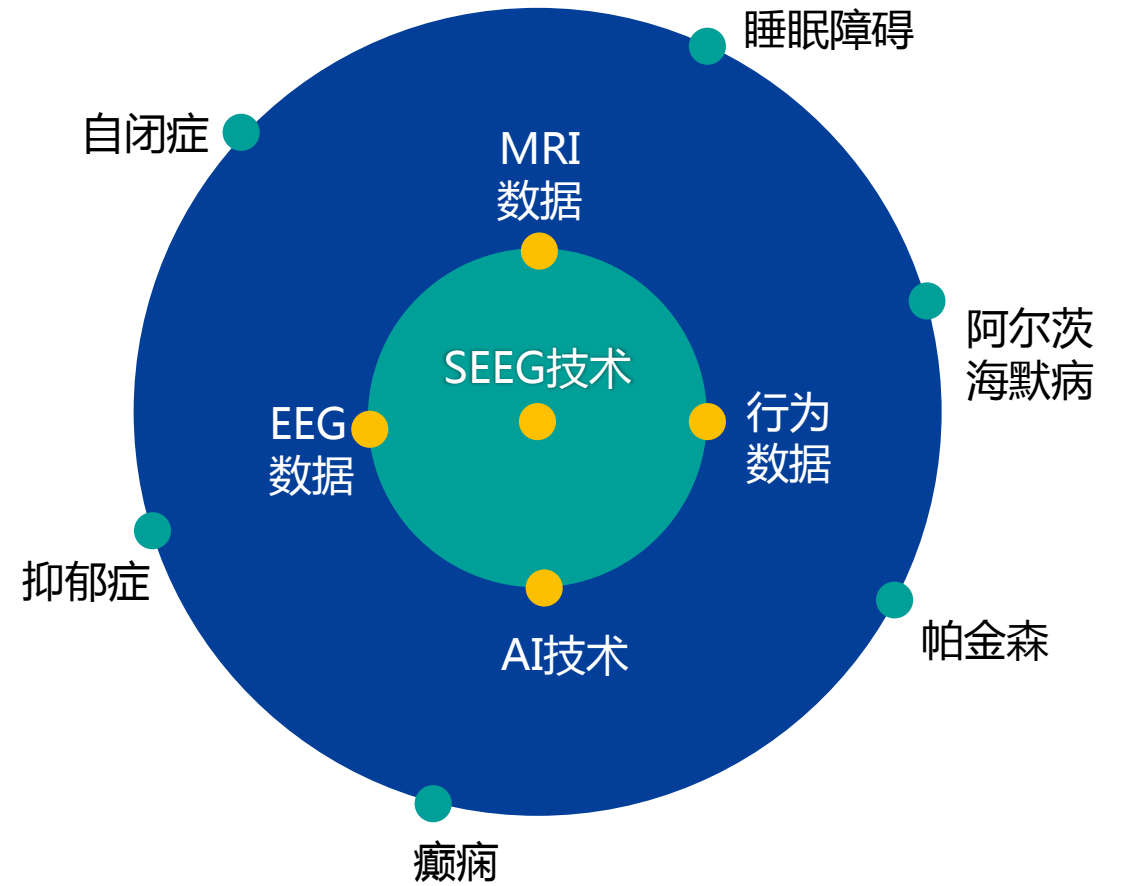 睡眠障碍
自闭症
MRI
数据
阿尔茨
海默病
SEEG技术
EEG
数据
行为
数据
抑郁症
帕金森
AI技术
癫痫